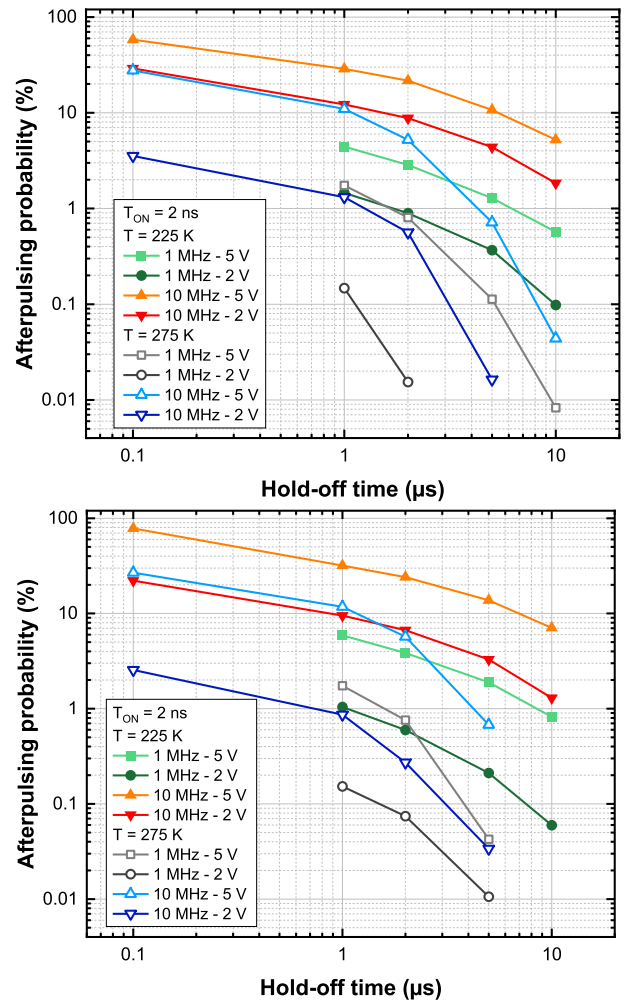 100
10
1
0.1
0.01
Afterpulsing probability (%)
T_ON = 2 ns
T = 225 K
1 MHz - 5 V
1 MHz - 2 V
10 MHz - 5 V
10 MHz - 2 V
T = 275 K
1 MHz - 5 V
1 MHz - 2 V
10 MHz - 5 V
10 MHz - 2 V
0.1 1 10
Hold-off time (μs)
100
10
1
0.1
0.01
Afterpulsing probability (%)
T_ON = 2 ns
T = 225 K
1 MHz - 5 V
1 MHz - 2 V
10 MHz - 5 V
10 MHz - 2 V
T = 275 K
1 MHz - 5 V
1 MHz - 2 V
10 MHz - 5 V
10 MHz - 2 V
0.1 1 10
Hold-off time (μs)